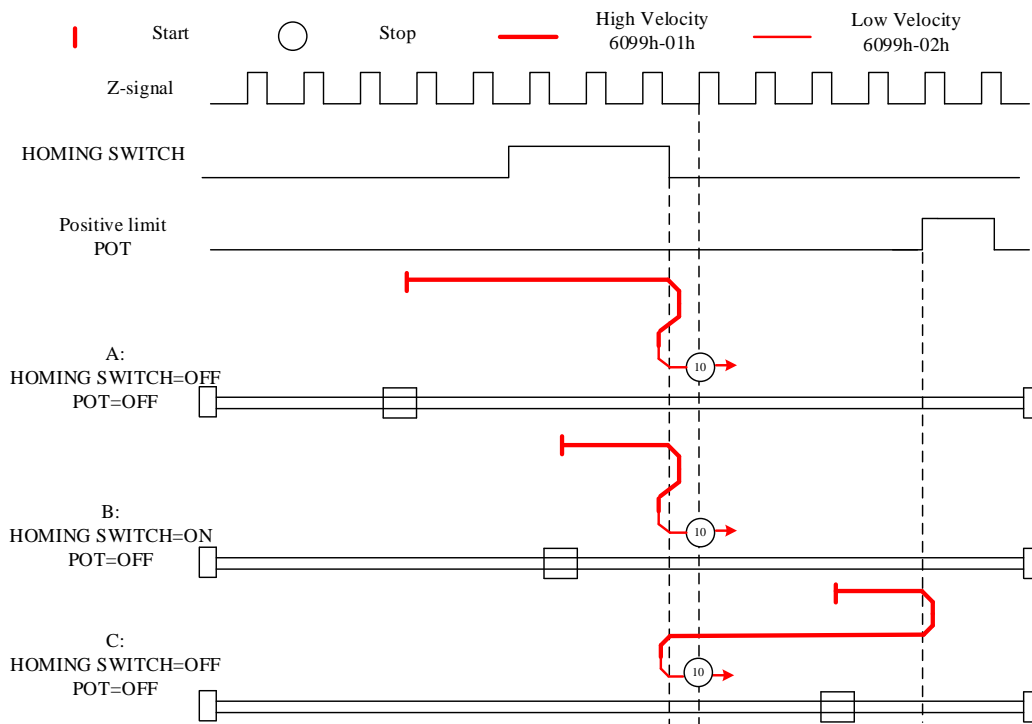 Start
Stop
High Velocity
6099h-01h
Low Velocity
6099h-02h
Z-signal
HOMING SWITCH
Positive limit
POT
10
A:
HOMING SWITCH=OFF
POT=OFF
10
B:
HOMING SWITCH=ON
POT=OFF
10
C:
HOMING SWITCH=OFF
POT=OFF